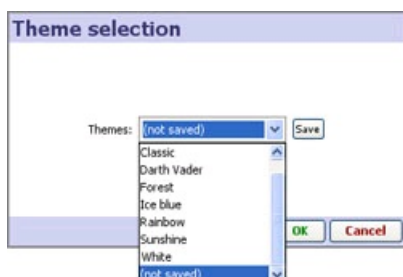 Theme selection
Themes: (not saved) Save
Classic
Darth Vader
Forest
Ice blue
Rainbow
Sunshine
White
(not saved)
OK Cancel